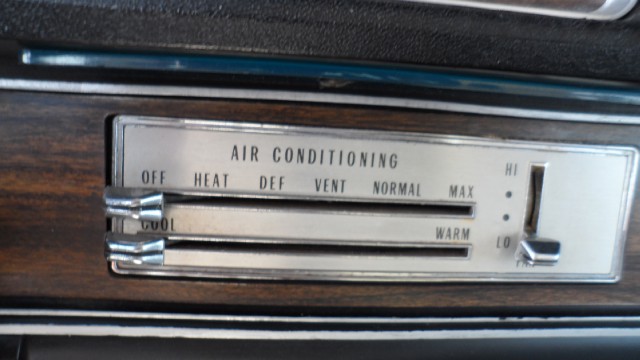 AIR CONDITIONING
OFF HEAT DEF VENT NORMAL MAX
HI
COOL WARM
LO